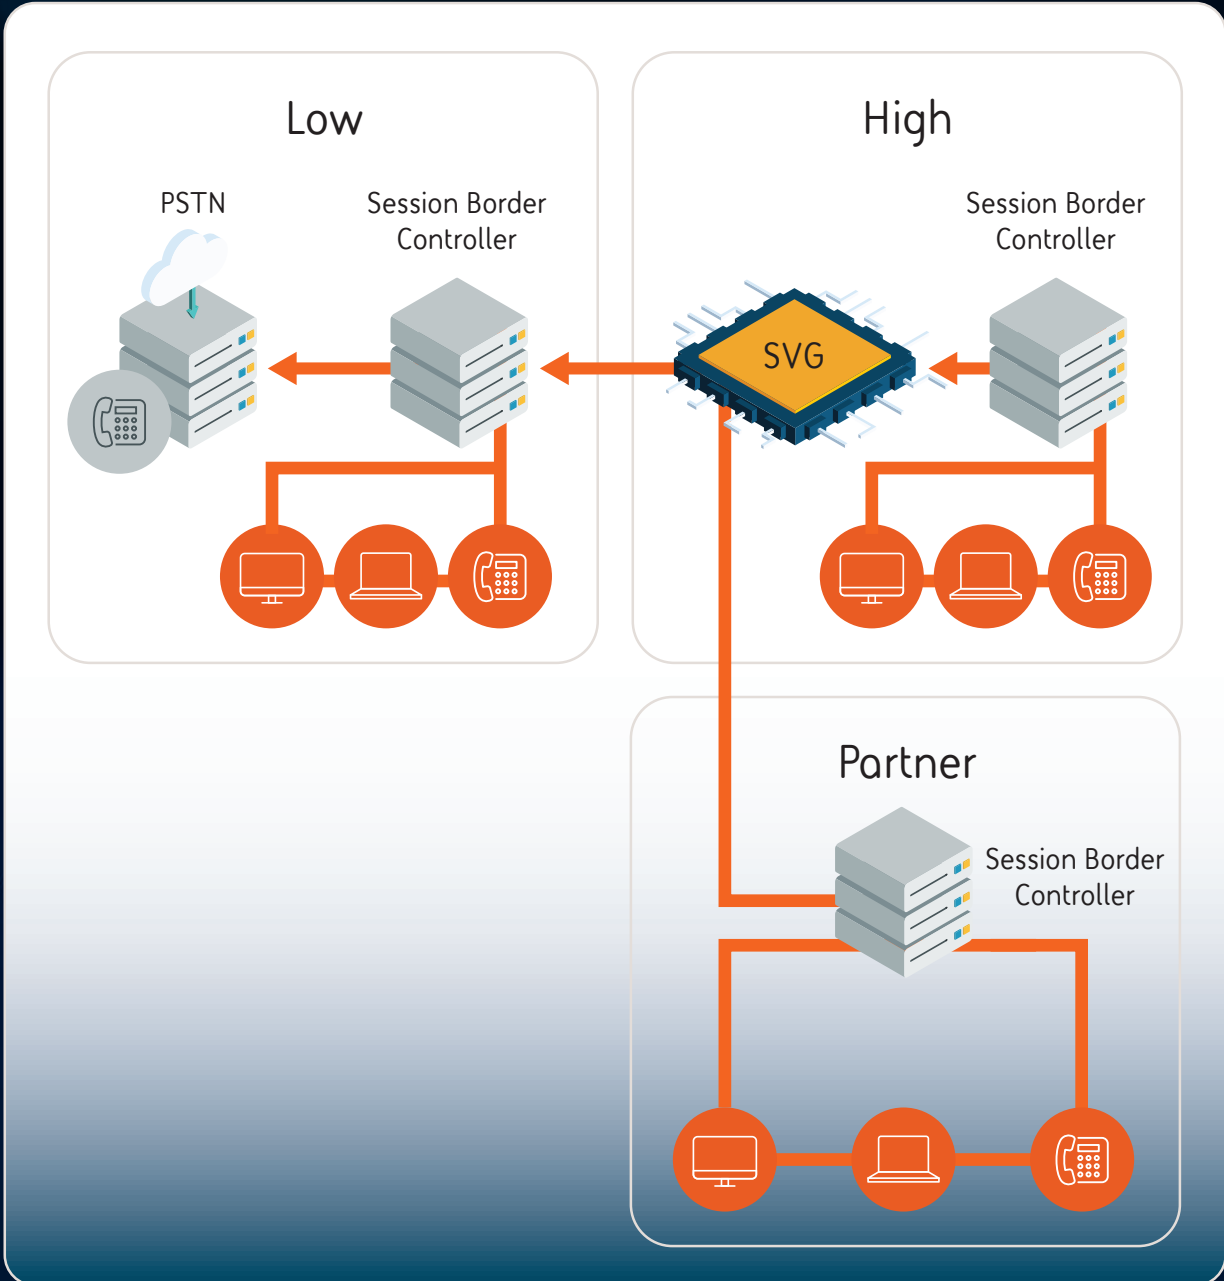 Low
PSTN
Session Border
Controller
High
Session Border
Controller
SVG
Partner
Session Border
Controller